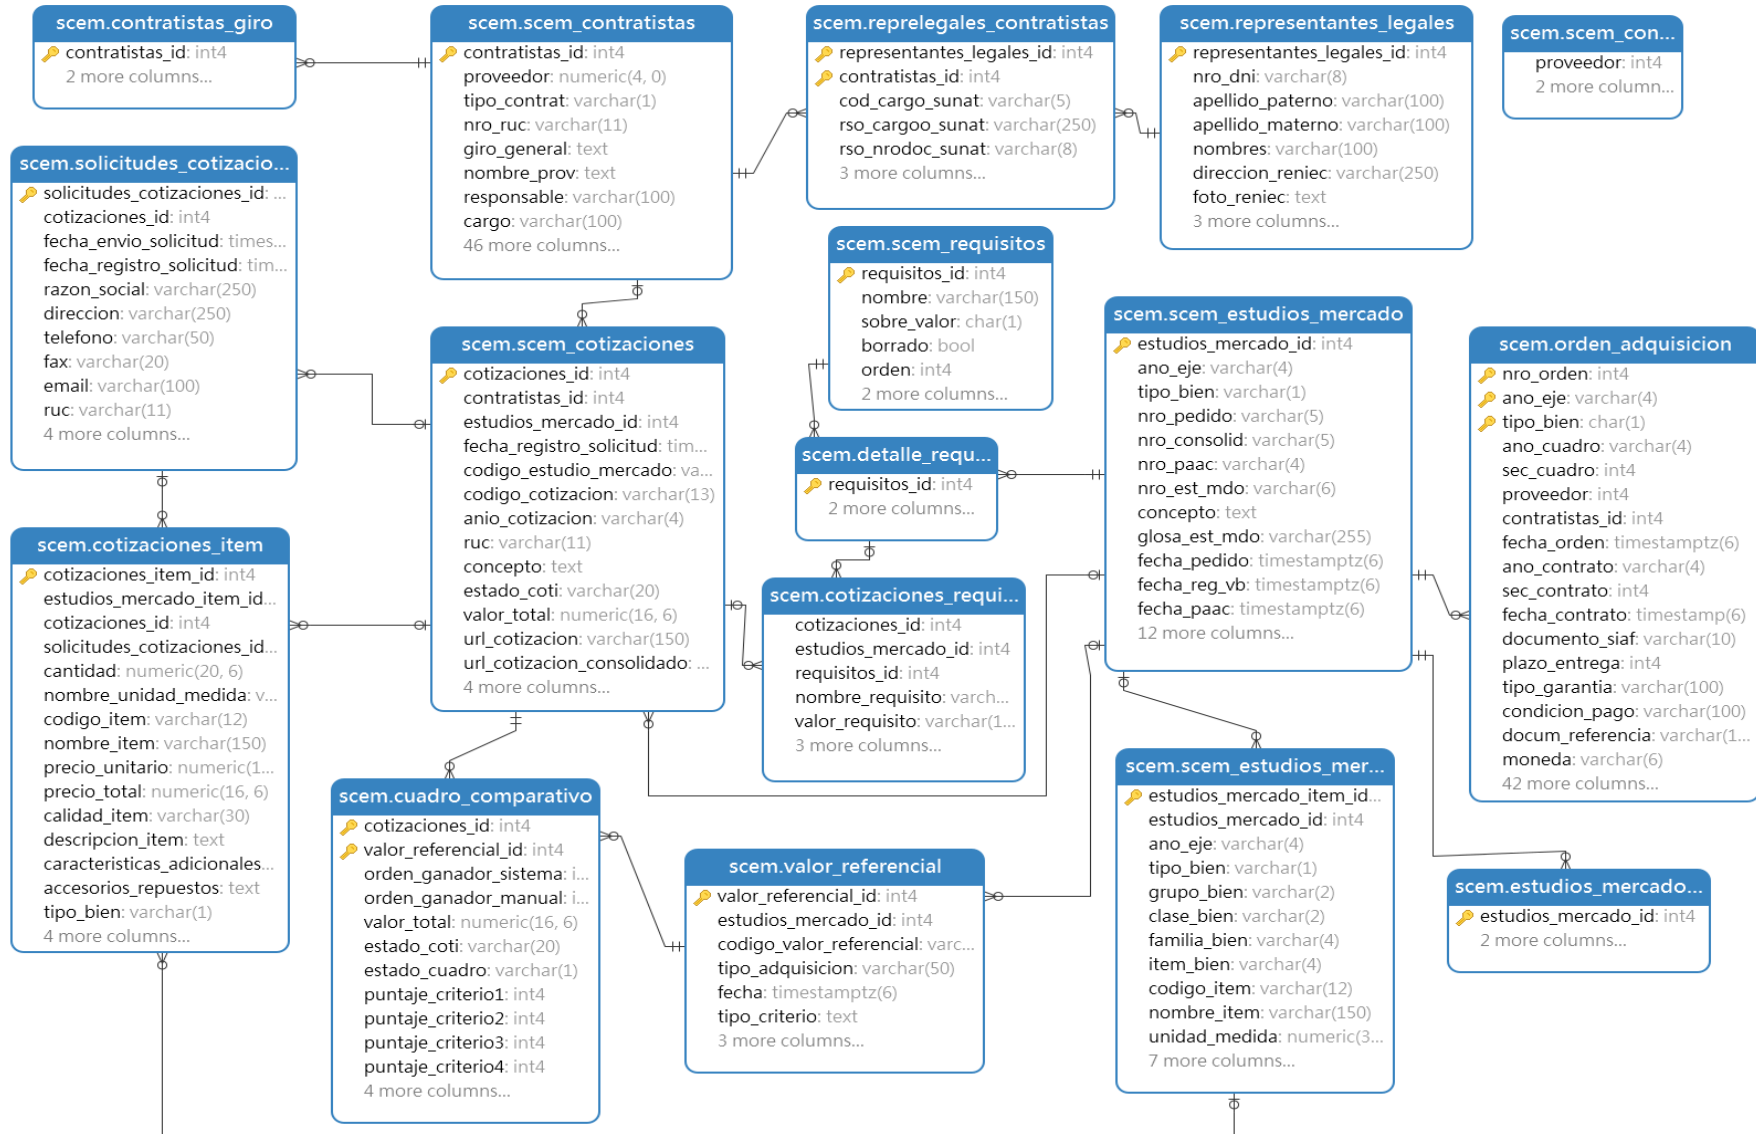 scem.contratistas_giro
contratistas_id: int4
2 more columns...
scem.scem_contratistas
contratistas_id: int4
proveedor: numeric(4, 0)
tipo_contrat: varchar(1)
nro_ruc: varchar(11)
giro_general: text
nombre_prov: text
responsable: varchar(100)
cargo: varchar(100)
46 more columns...
scem.reprelegales_contratistas
representantes_legales_id: int4
contratistas_id: int4
cod_cargo_sunat: varchar(5)
rso_cargoo_sunat: varchar(250)
rso_nrodoc_sunat: varchar(8)
3 more columns...
scem.representantes_legales
representantes_legales_id: int4
nro_dni: varchar(8)
apellido_paterno: varchar(100)
apellido_materno: varchar(100)
nombres: varchar(100)
direccion_reniec: varchar(250)
foto_reniec: text
3 more columns...
scem.scem_con...
proveedor: int4
2 more column...
scem.solicitudes_cotizacio...
solicitudes_cotizaciones_id: ...
cotizaciones_id: int4
fecha_envio_solicitud: times...
fecha_registro_solicitud: tim...
razon_social: varchar(250)
direccion: varchar(250)
telefono: varchar(50)
fax: varchar(20)
email: varchar(100)
ruc: varchar(11)
4 more columns...
scem.scem_requisitos
requisitos_id: int4
nombre: varchar(150)
sobre_valor: char(1)
borrado: bool
orden: int4
2 more columns...
scem.scem_cotizaciones
cotizaciones_id: int4
contratistas_id: int4
estudios_mercado_id: int4
fecha_registro_solicitud: tim...
codigo_estudio_mercado: va...
codigo_cotizacion: varchar(13)
anio_cotizacion: varchar(4)
ruc: varchar(11)
concepto: text
estado_coti: varchar(20)
valor_total: numeric(16, 6)
url_cotizacion: varchar(150)
url_cotizacion_consolidado: ...
4 more columns...
scem.scem_estudios_mercado
estudios_mercado_id: int4
ano_eje: varchar(4)
tipo_bien: varchar(1)
nro_pedido: varchar(5)
nro_consolid: varchar(5)
nro_paac: varchar(4)
nro_est_mdo: varchar(6)
concepto: text
glosa_est_mdo: varchar(255)
fecha_pedido: timestamptz(6)
fecha_reg_vb: timestamptz(6)
fecha_paac: timestamptz(6)
12 more columns...
scem.orden_adquisicion
nro_orden: int4
ano_eje: varchar(4)
tipo_bien: char(1)
ano_cuadro: varchar(4)
sec_cuadro: int4
proveedor: int4
contratistas_id: int4
fecha_orden: timestamptz(6)
ano_contrato: varchar(4)
sec_contrato: int4
fecha_contrato: timestamp(6)
documento_siaf: varchar(10)
plazo_entrega: int4
tipo_garantia: varchar(100)
condicion_pago: varchar(100)
docum_referencia: varchar(1...
moneda: varchar(6)
42 more columns...
scem.detalle_requ...
requisitos_id: int4
2 more columns...
scem.cotizaciones_item
cotizaciones_item_id: int4
estudios_mercado_item_id...
cotizaciones_id: int4
solicitudes_cotizaciones_id...
cantidad: numeric(20, 6)
nombre_unidad_medida: v...
codigo_item: varchar(12)
nombre_item: varchar(150)
precio_unitario: numeric(1...
precio_total: numeric(16, 6)
calidad_item: varchar(30)
descripcion_item: text
caracteristicas_adicionales...
accesorios_repuestos: text
tipo_bien: varchar(1)
4 more columns...
scem.cotizaciones_requi...
cotizaciones_id: int4
estudios_mercado_id: int4
requisitos_id: int4
nombre_requisito: varch...
valor_requisito: varchar(1...
3 more columns...
scem.cuadro_comparativo
cotizaciones_id: int4
valor_referencial_id: int4
orden_ganador_sistema: i...
orden_ganador_manual: i...
valor_total: numeric(16, 6)
estado_coti: varchar(20)
estado_cuadro: varchar(1)
puntaje_criterio1: int4
puntaje_criterio2: int4
puntaje_criterio3: int4
puntaje_criterio4: int4
4 more columns...
scem.valor_referencial
valor_referencial_id: int4
estudios_mercado_id: int4
codigo_valor_referencial: varc...
tipo_adquisicion: varchar(50)
fecha: timestamptz(6)
tipo_criterio: text
3 more columns...
scem.scem_estudios_mer...
estudios_mercado_item_id...
estudios_mercado_id: int4
ano_eje: varchar(4)
tipo_bien: varchar(1)
grupo_bien: varchar(2)
clase_bien: varchar(2)
familia_bien: varchar(4)
item_bien: varchar(4)
codigo_item: varchar(12)
nombre_item: varchar(150)
unidad_medida: numeric(3...
7 more columns...
scem.estudios_mercado...
estudios_mercado_id: int4
2 more columns...